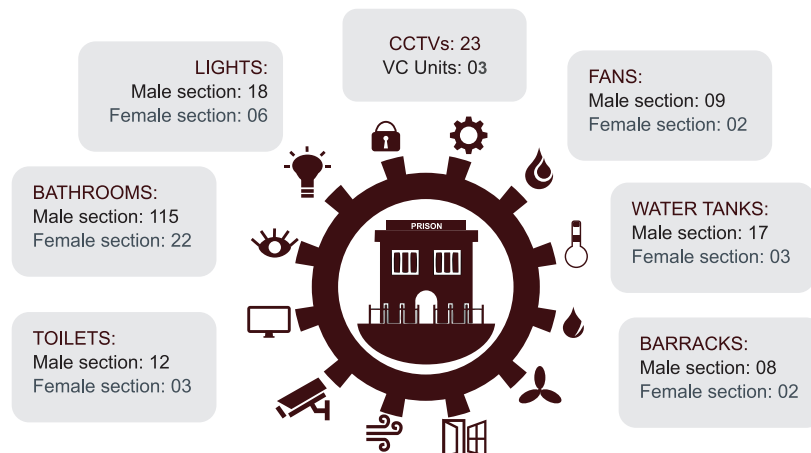 CCTVs: 23
VC Units: 03
LIGHTS:
Male section: 18
Female section: 06
FANS:
Male section: 09
Female section: 02
BATHROOMS:
Male section: 115
Female section: 22
PRISON
WATER TANKS:
Male section: 17
Female section: 03
TOILETS:
Male section: 12
Female section: 03
BARRACKS:
Male section: 08
Female section: 02